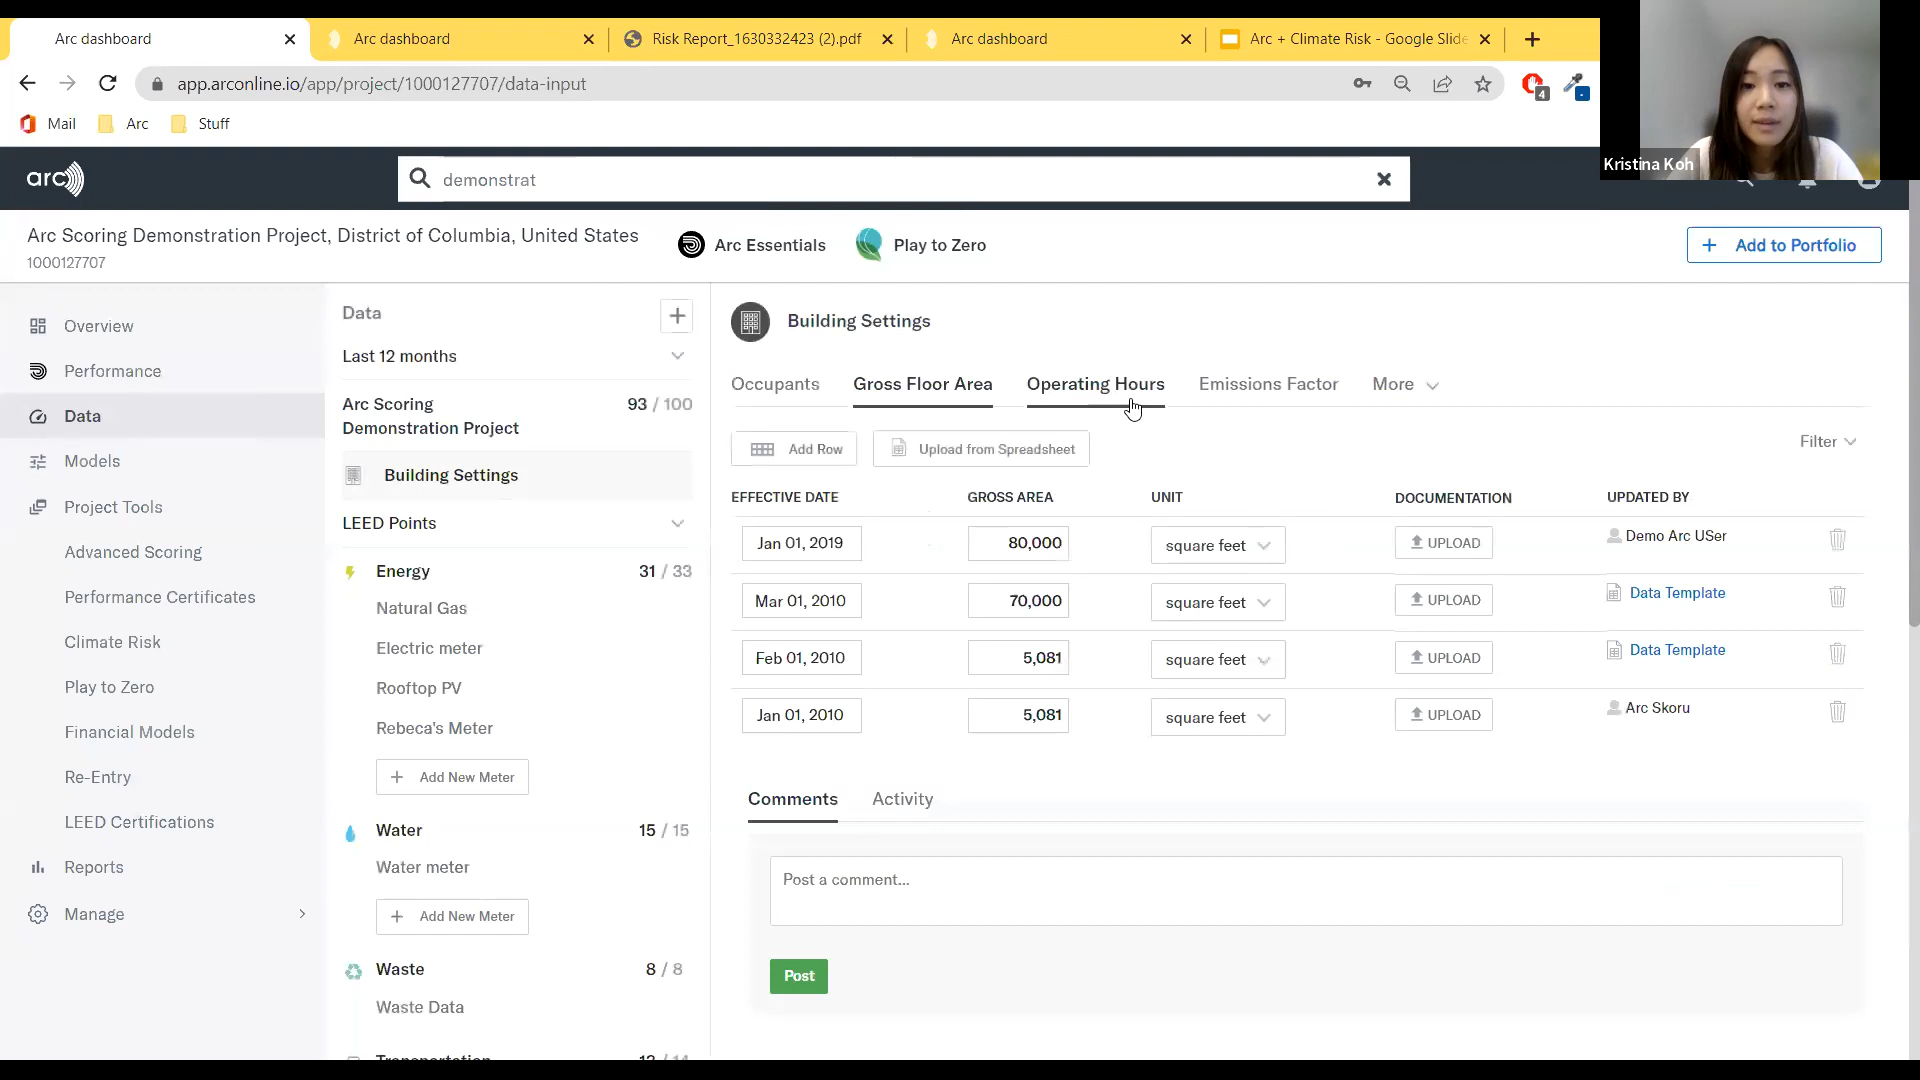 Arc dashboard
Arc dashboard
Risk Report_1630332423 (2).pdf
Arc dashboard
Arc + Climate Risk - Google Slide
app.arconline.io/app/project/1000127707/data-input
4
Mail
Arc
Stuff
Kristina Koh
arc
demonstrat
Arc Scoring Demonstration Project, District of Columbia, United States
1000127707
Arc Essentials
Play to Zero
+ Add to Portfolio
Overview
Performance
Data
Models
Project Tools
Advanced Scoring
Performance Certificates
Climate Risk
Play to Zero
Financial Models
Re-Entry
LEED Certifications
Reports
Manage
Data
Last 12 months
Arc Scoring
Demonstration Project
93 / 100
Building Settings
LEED Points
Energy 31 / 33
Natural Gas
Electric meter
Rooftop PV
Rebeca's Meter
+ Add New Meter
Water 15 / 15
Water meter
+ Add New Meter
Waste 8 / 8
Waste Data
Transportation
Building Settings
Occupants Gross Floor Area Operating Hours Emissions Factor More
Add Row Upload from Spreadsheet Filter
EFFECTIVE DATE GROSS AREA UNIT DOCUMENTATION UPDATED BY
Jan 01, 2019 80,000 square feet UPLOAD Demo Arc USer
Mar 01, 2010 70,000 square feet UPLOAD Data Template
Feb 01, 2010 5,081 square feet UPLOAD Data Template
Jan 01, 2010 5,081 square feet UPLOAD Arc Skoru
Comments Activity
Post a comment...
Post